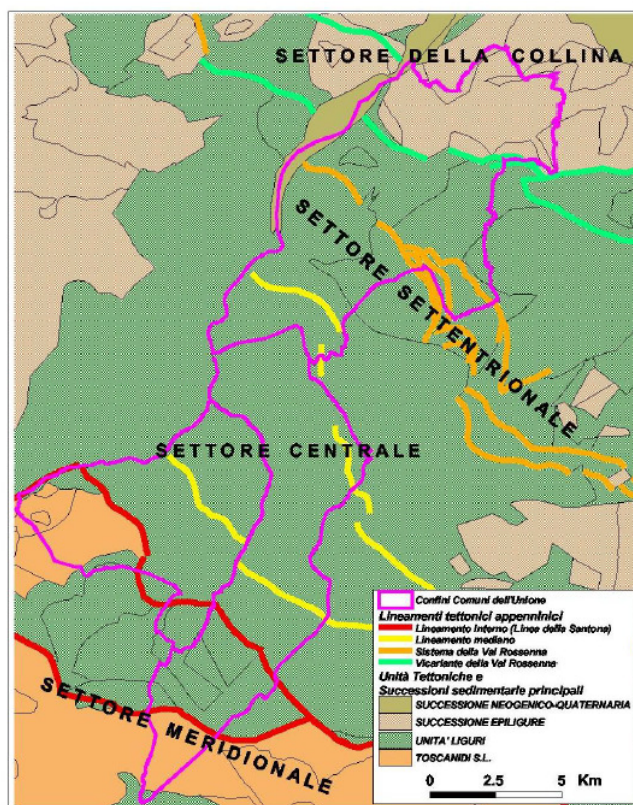 SETTORE DELLA COLLINA
SETTORE SETTENTRIONALE
SETTORE CENTRALE
SETTORE MERIDIONALE
Confini Comuni dell'Unione
Lineamenti tettonici appenninici
Lineamento Interno (Linea della Santona)
Lineamento mediano
Sistema della Val Rossenna
Vicariante della Val Rossenna
Unità Tettoniche e
Successioni sedimentarie principali
SUCCESSIONE NEOGENICO-QUATERNARIA
SUCCESSIONE EPILIGURE
UNITA' LIGURI
TOSCANIDI S.L.
0 2.5 5 Km